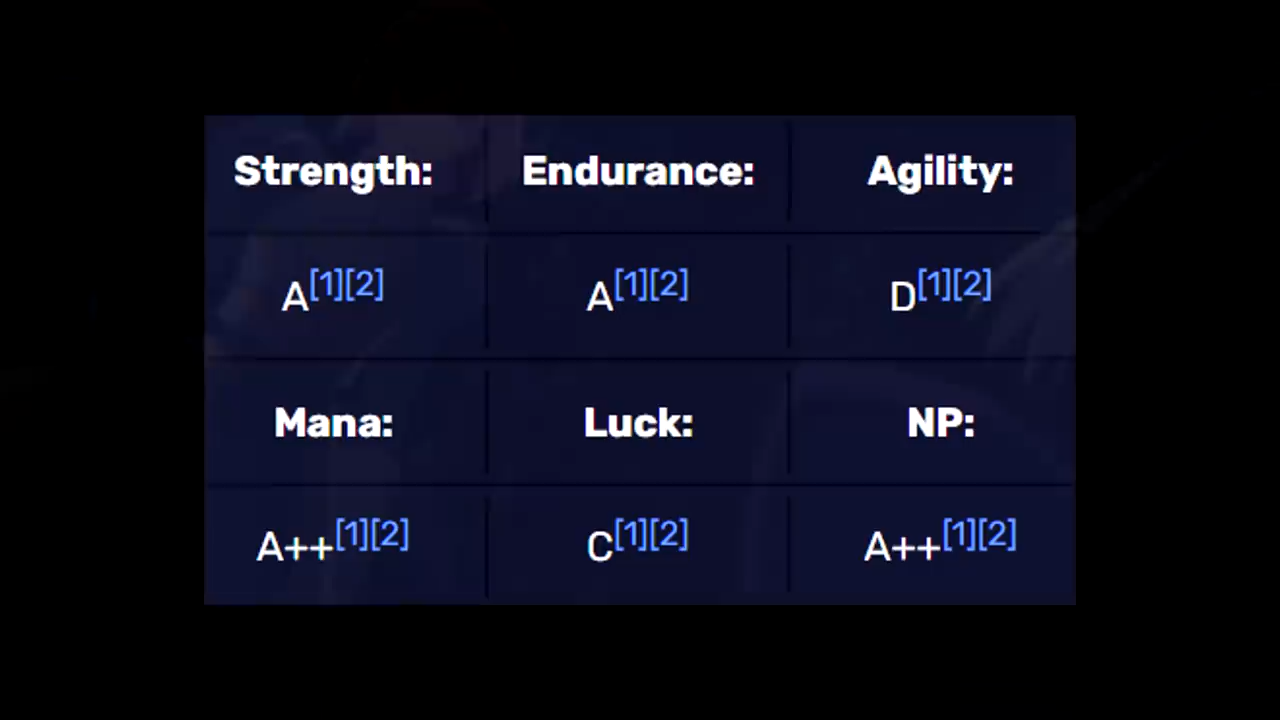 Strength: Endurance: Agility:
A[1][2] A[1][2] D[1][2]
Mana: Luck: NP:
A++[1][2] C[1][2] A++[1][2]